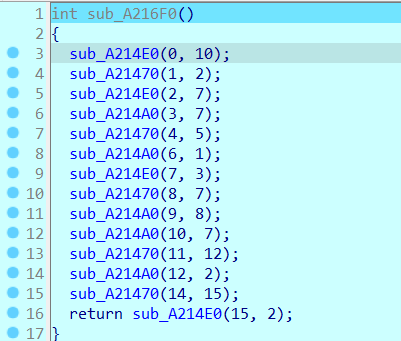 1 int sub_A216F0()
2 {
3 sub_A214E0(0, 10);
4 sub_A21470(1, 2);
5 sub_A214E0(2, 7);
6 sub_A214A0(3, 7);
7 sub_A21470(4, 5);
8 sub_A214A0(6, 1);
9 sub_A214E0(7, 3);
10 sub_A21470(8, 7);
11 sub_A214A0(9, 8);
12 sub_A214A0(10, 7);
13 sub_A21470(11, 12);
14 sub_A214A0(12, 2);
15 sub_A21470(14, 15);
16 return sub_A214E0(15, 2);
17 }